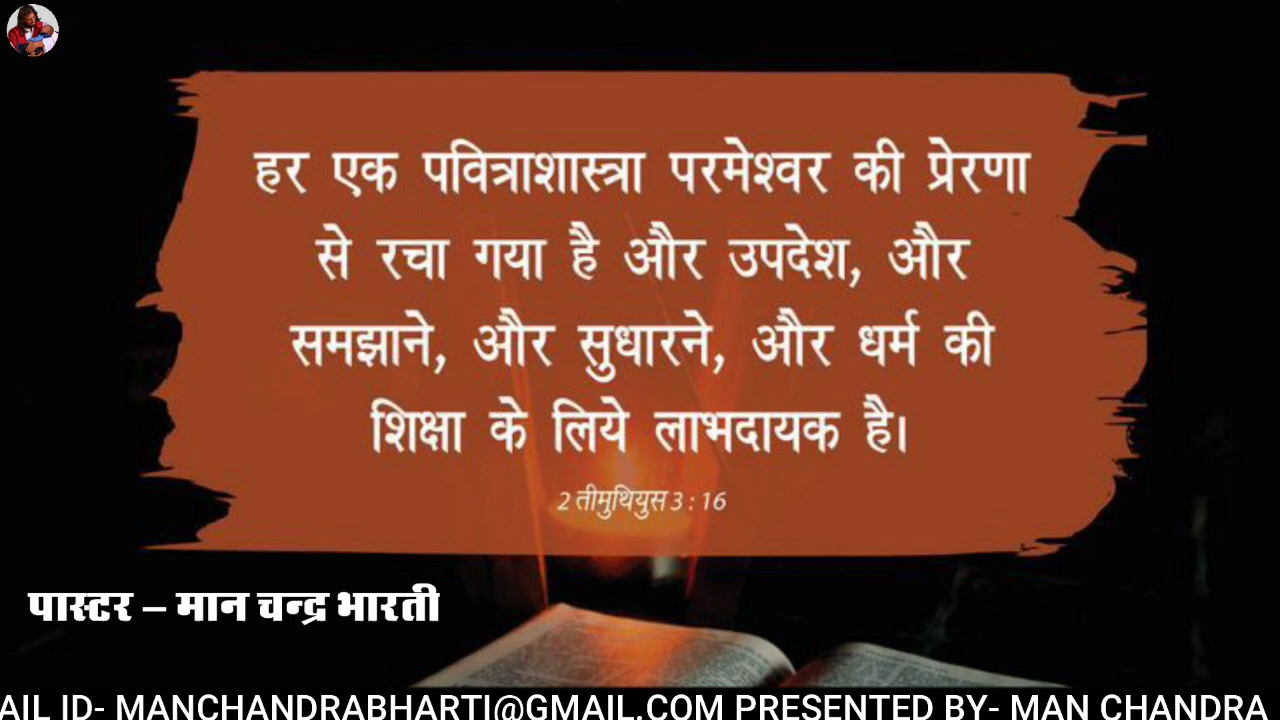 हर एक पवित्राशास्त्रा परमेश्वर की प्रेरणा
से रचा गया है और उपदेश, और
समझाने, और सुधारने, और धर्म की
शिक्षा के लिये लाभदायक है।
2 तीमुथियुस 3 : 16
पास्टर – मान चन्द्र भारती
AIL ID- MANCHANDRABHARTI@GMAIL.COM PRESENTED BY- MAN CHANDRA